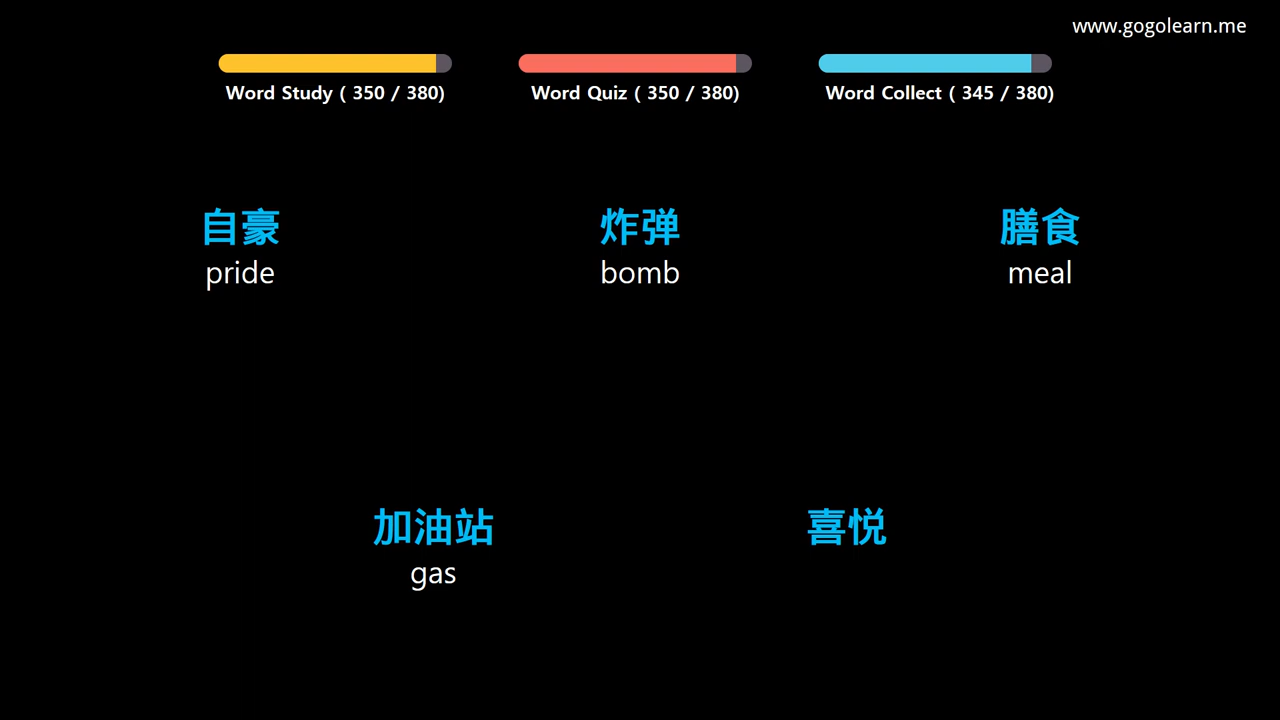 www.gogolearn.me
Word Study ( 350 / 380)
Word Quiz ( 350 / 380)
Word Collect ( 345 / 380)
自豪
pride
炸弹
bomb
膳食
meal
加油站
gas
喜悦